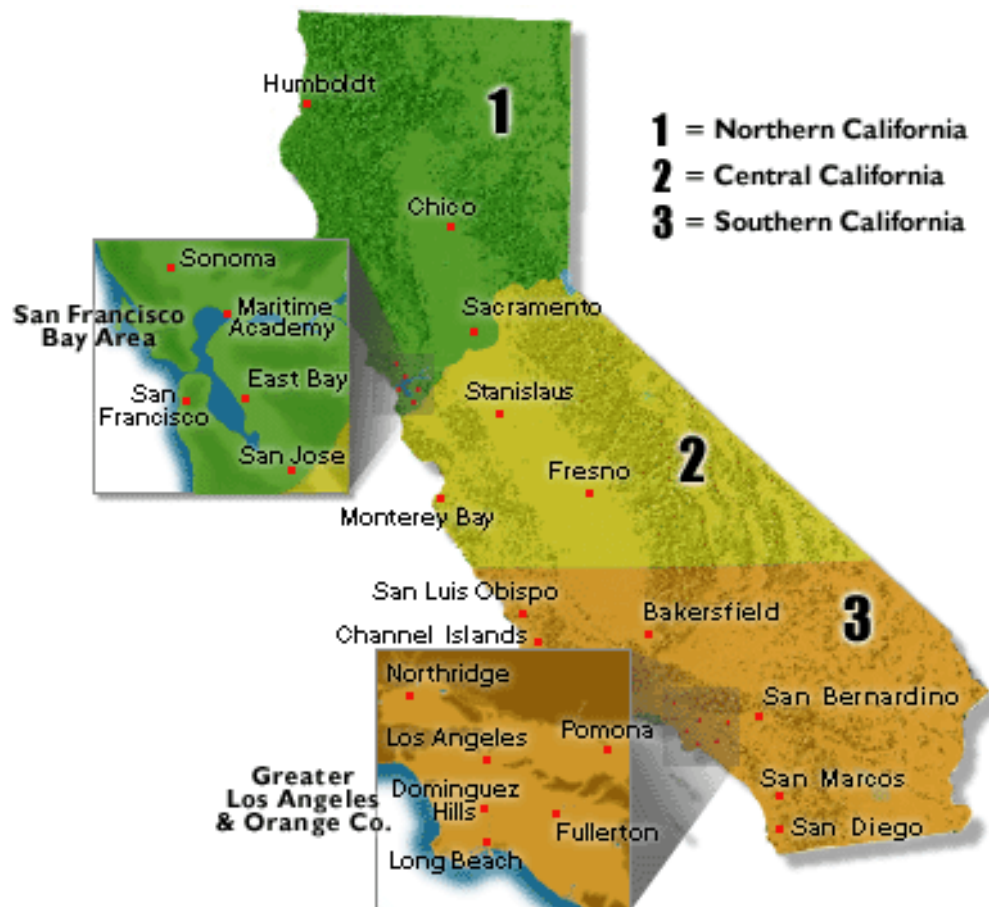 Humboldt
1
1 = Northern California
2 = Central California
3 = Southern California
Chico
Sonoma
Maritime
Academy
San Francisco
Bay Area
Sacramento
East Bay
San
Francisco
Stanislaus
San Jose
2
Fresno
Monterey Bay
San Luis Obispo
Bakersfield
3
Channel Islands
Northridge
San Bernardino
Los Angeles
Pomona
Greater
Los Angeles
& Orange Co.
Dominguez
Hills
San Marcos
Fullerton
San Diego
Long Beach